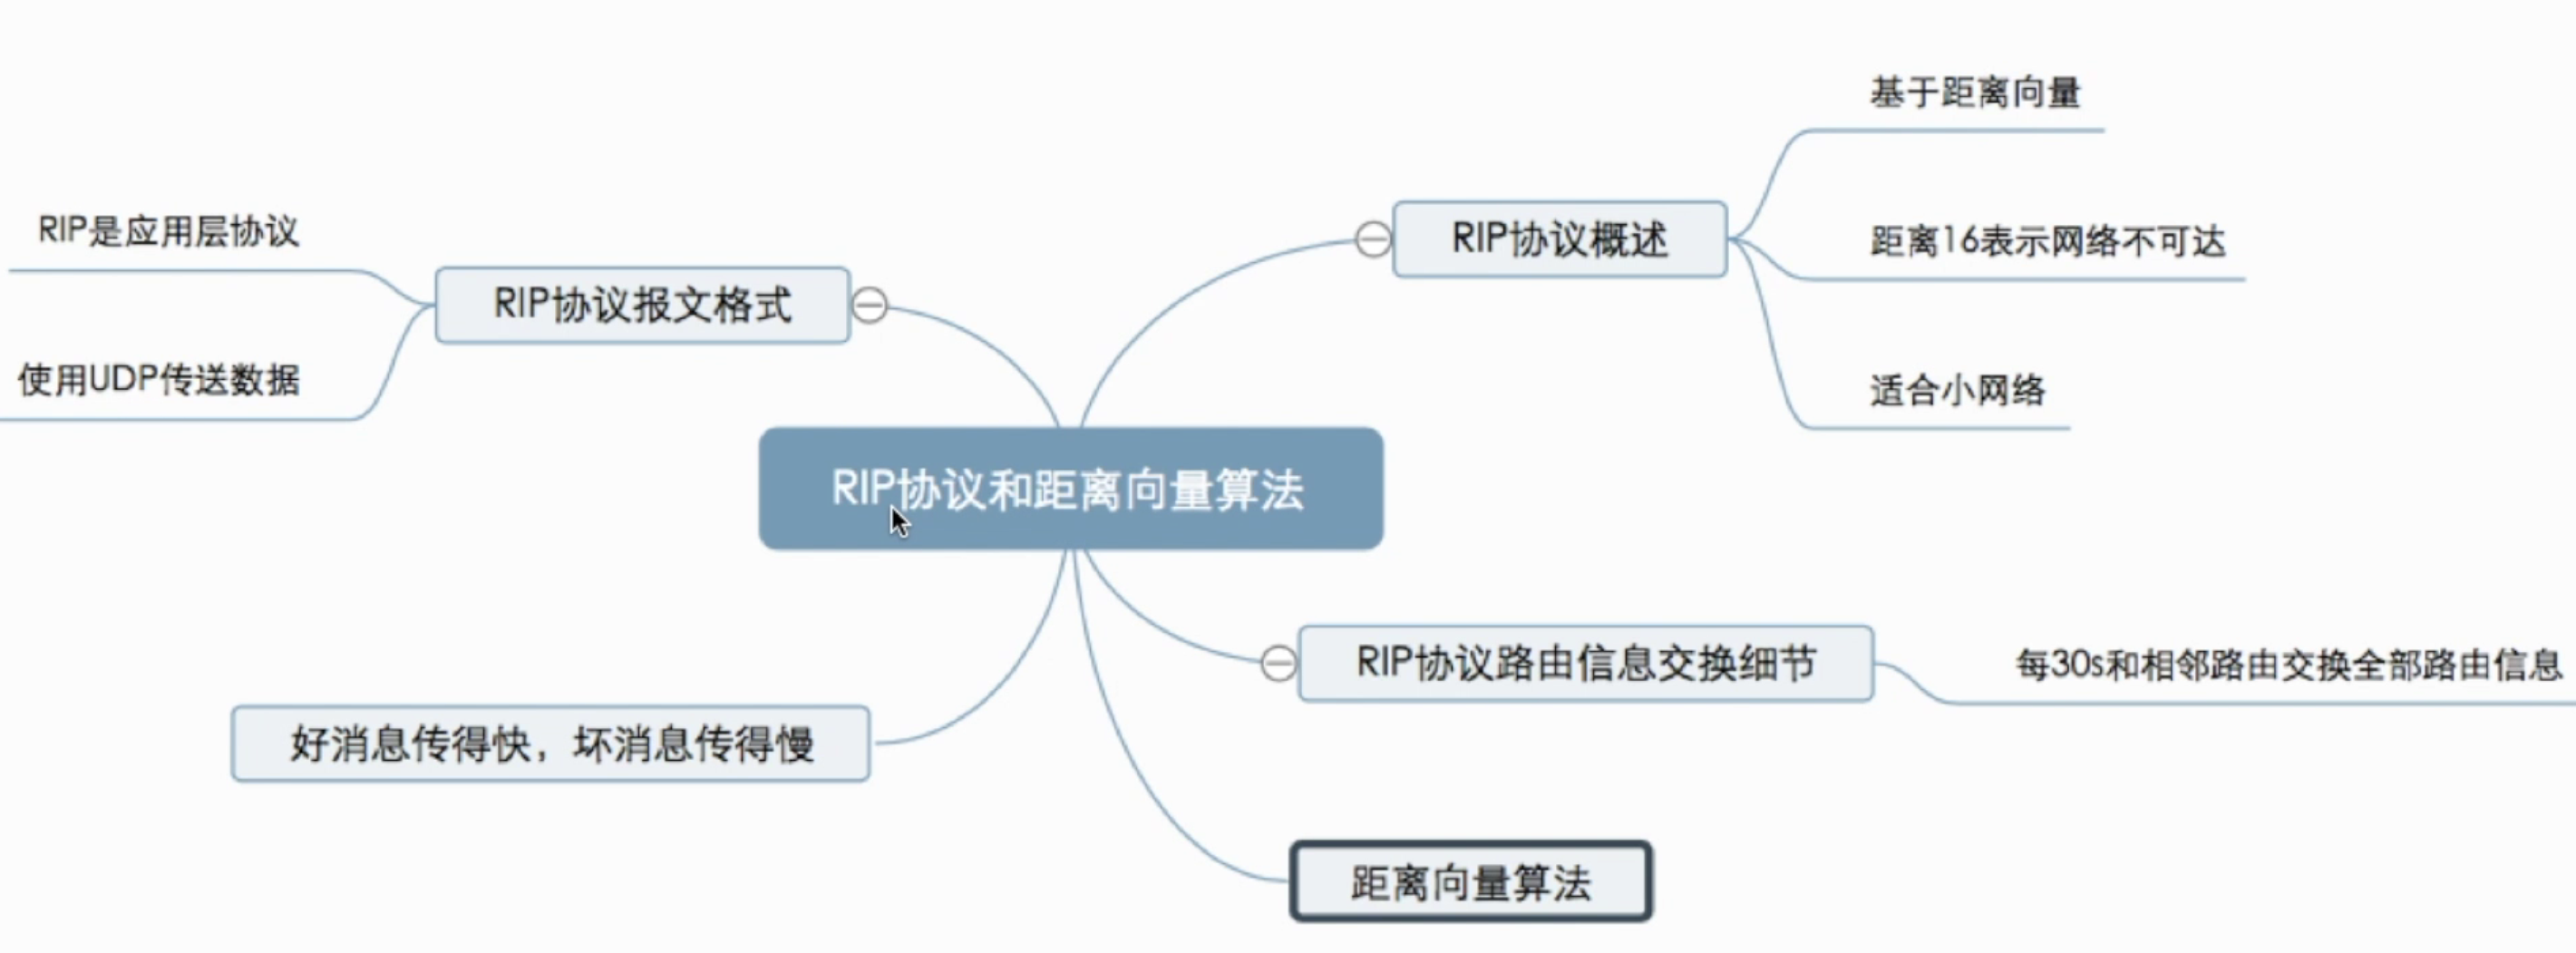 基于距离向量
RIP是应用层协议
RIP协议概述
距离16表示网络不可达
RIP协议报文格式
使用UDP传送数据
适合小网络
RIP协议和距离向量算法
RIP协议路由信息交换细节
每30s和相邻路由交换全部路由信息
好消息传得快，坏消息传得慢
距离向量算法